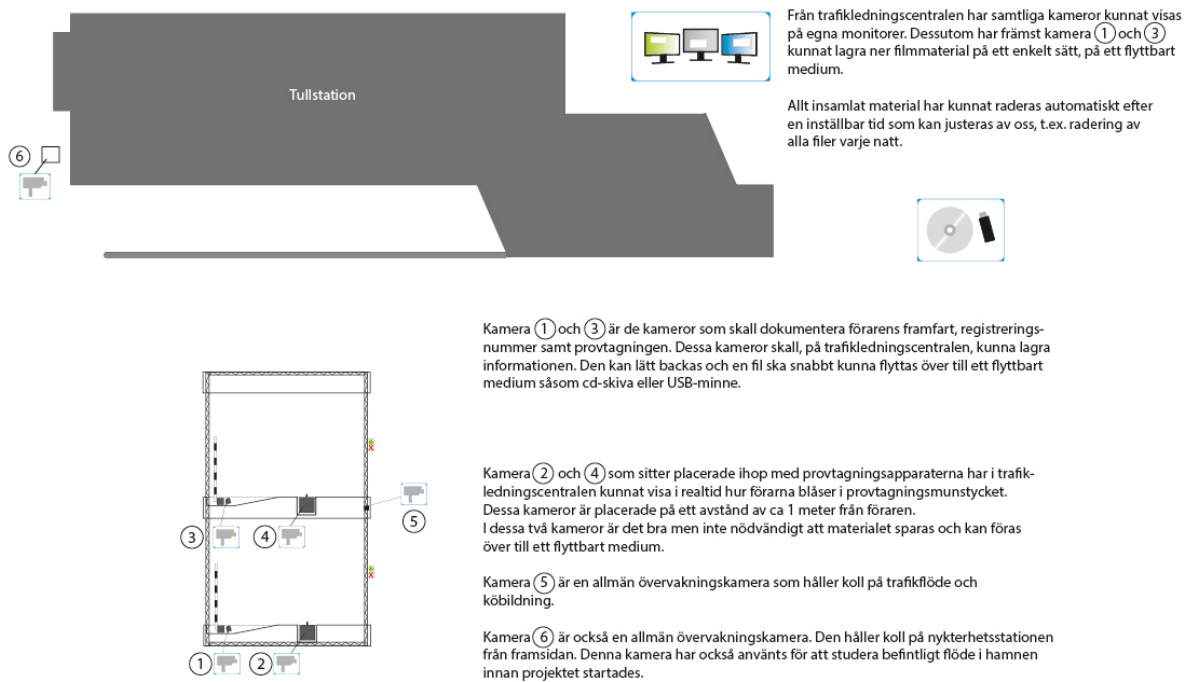 Från trafikledningscentralen har samtliga kameror kunnat visas
på egna monitorer. Dessutom har främst kamera 1 och 3
kunnat lagra ner filmmaterial på ett enkelt sätt, på ett flyttbart
medium.
Allt insamlat material har kunnat raderas automatiskt efter
en inställbar tid som kan justeras av oss, t.ex. radering av
alla filer varje natt.
Tullstation
6
Kamera 1 och 3 är de kameror som skall dokumentera förarens framfart, registrerings-
nummer samt provtagningen. Dessa kameror skall, på trafikledningscentralen, kunna lagra
informationen. Den kan lätt backas och en fil ska snabbt kunna flyttas över till ett flyttbart
medium såsom cd-skiva eller USB-minne.
Kamera 2 och 4 som sitter placerade ihop med provtagningsapparaterna har i trafik-
ledningscentralen kunnat visa i realtid hur förarna blåser i provtagningsmunstycket.
Dessa kameror är placerade på ett avstånd av ca 1 meter från föraren.
I dessa två kameror är det bra men inte nödvändigt att materialet sparas och kan föras
över till ett flyttbart medium.
Kamera 5 är en allmän övervakningskamera som håller koll på trafikflöde och
köbildning.
Kamera 6 är också en allmän övervakningskamera. Den håller koll på nykterhetsstationen
från framsidan. Denna kamera har också använts för att studera befintligt flöde i hamnen
innan projektet startades.
5
3
4
1
2